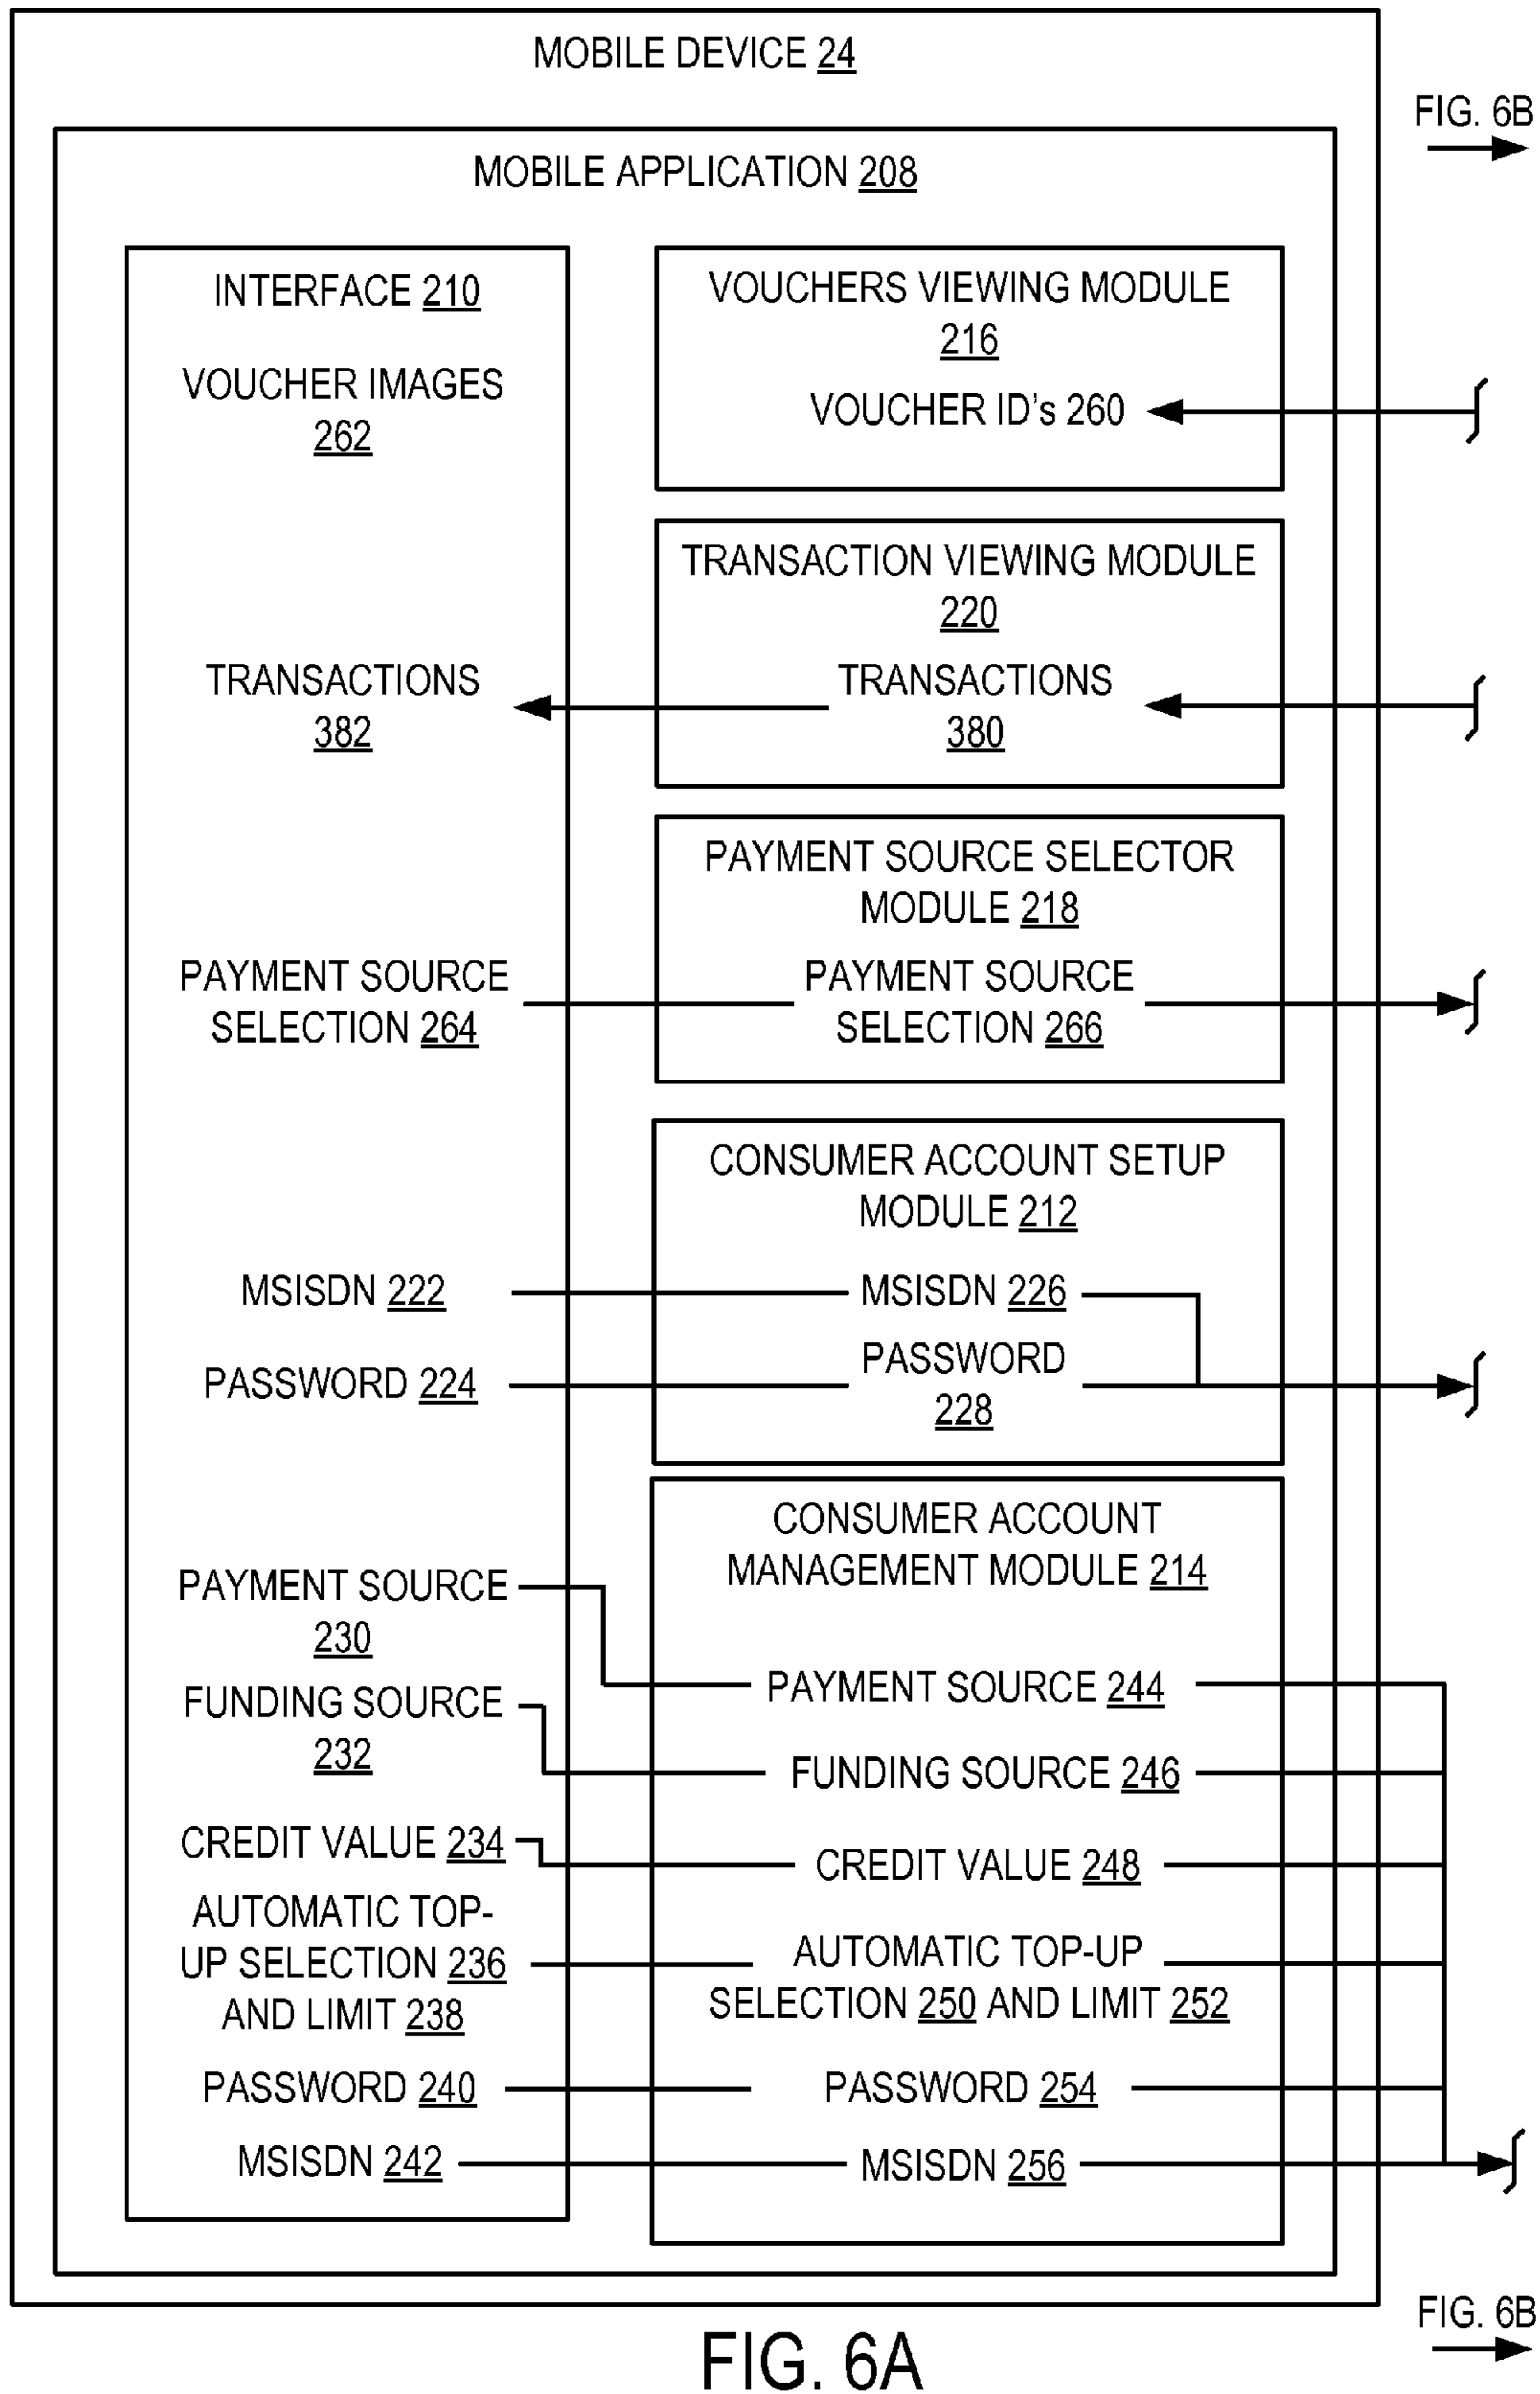 MOBILE DEVICE 24
FIG. 6B
MOBILE APPLICATION 208
INTERFACE 210
VOUCHER IMAGES
262
TRANSACTIONS
382
PAYMENT SOURCE
SELECTION 264
MSISDN 222
PASSWORD 224
PAYMENT SOURCE
230
FUNDING SOURCE
232
CREDIT VALUE 234
AUTOMATIC TOP-
UP SELECTION 236
AND LIMIT 238
PASSWORD 240
MSISDN 242
VOUCHERS VIEWING MODULE
216
VOUCHER ID's 260
TRANSACTION VIEWING MODULE
220
TRANSACTIONS
380
PAYMENT SOURCE SELECTOR
MODULE 218
PAYMENT SOURCE
SELECTION 266
CONSUMER ACCOUNT SETUP
MODULE 212
MSISDN 226
PASSWORD
228
CONSUMER ACCOUNT
MANAGEMENT MODULE 214
PAYMENT SOURCE 244
FUNDING SOURCE 246
CREDIT VALUE 248
AUTOMATIC TOP-UP
SELECTION 250 AND LIMIT 252
PASSWORD 254
MSISDN 256
FIG. 6B
FIG. 6A